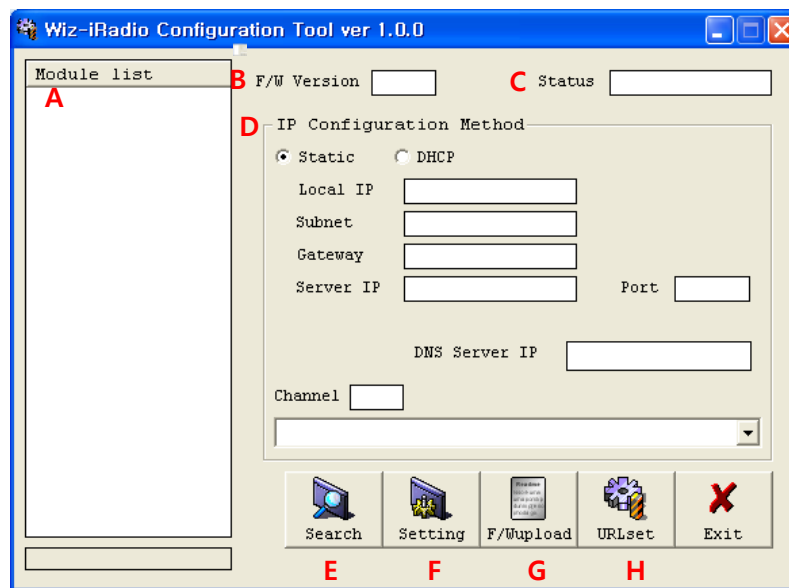 Wiz-iRadio Configuration Tool ver 1.0.0
Module list
A
B F/W Version
C Status
D IP Configuration Method
Static DHCP
Local IP
Subnet
Gateway
Server IP Port
DNS Server IP
Channel
Search Setting F/Wupload URLset Exit
E F G H